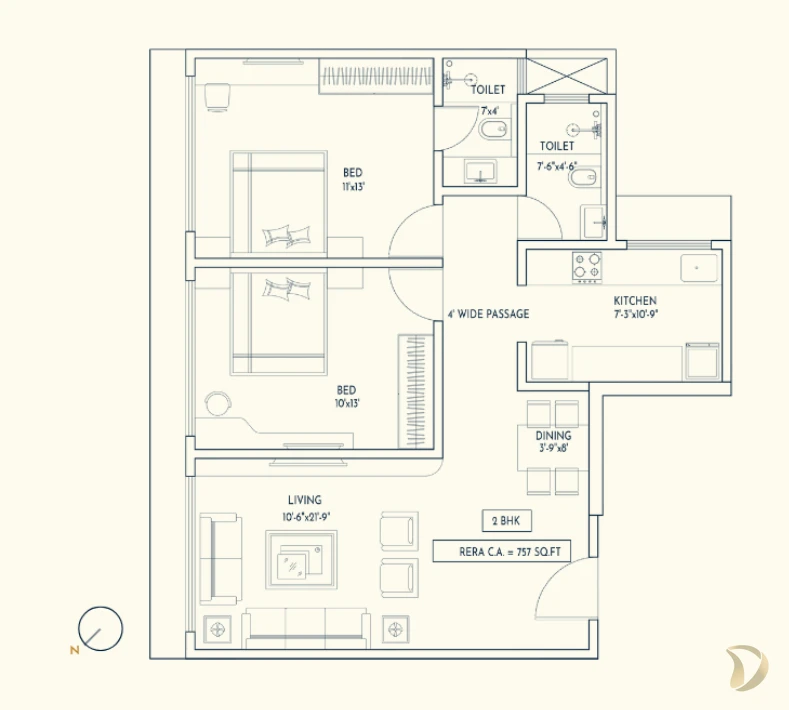 TOILET
7'x4'
TOILET
7'-6"x4'-6"
BED
11'x13'
KITCHEN
7'-3"x10'-9"
4' WIDE PASSAGE
BED
10'x13'
DINING
3'-9"x8'
LIVING
10'-6"x21'-9"
2 BHK
RERA C.A. = 757 SQ.FT
N